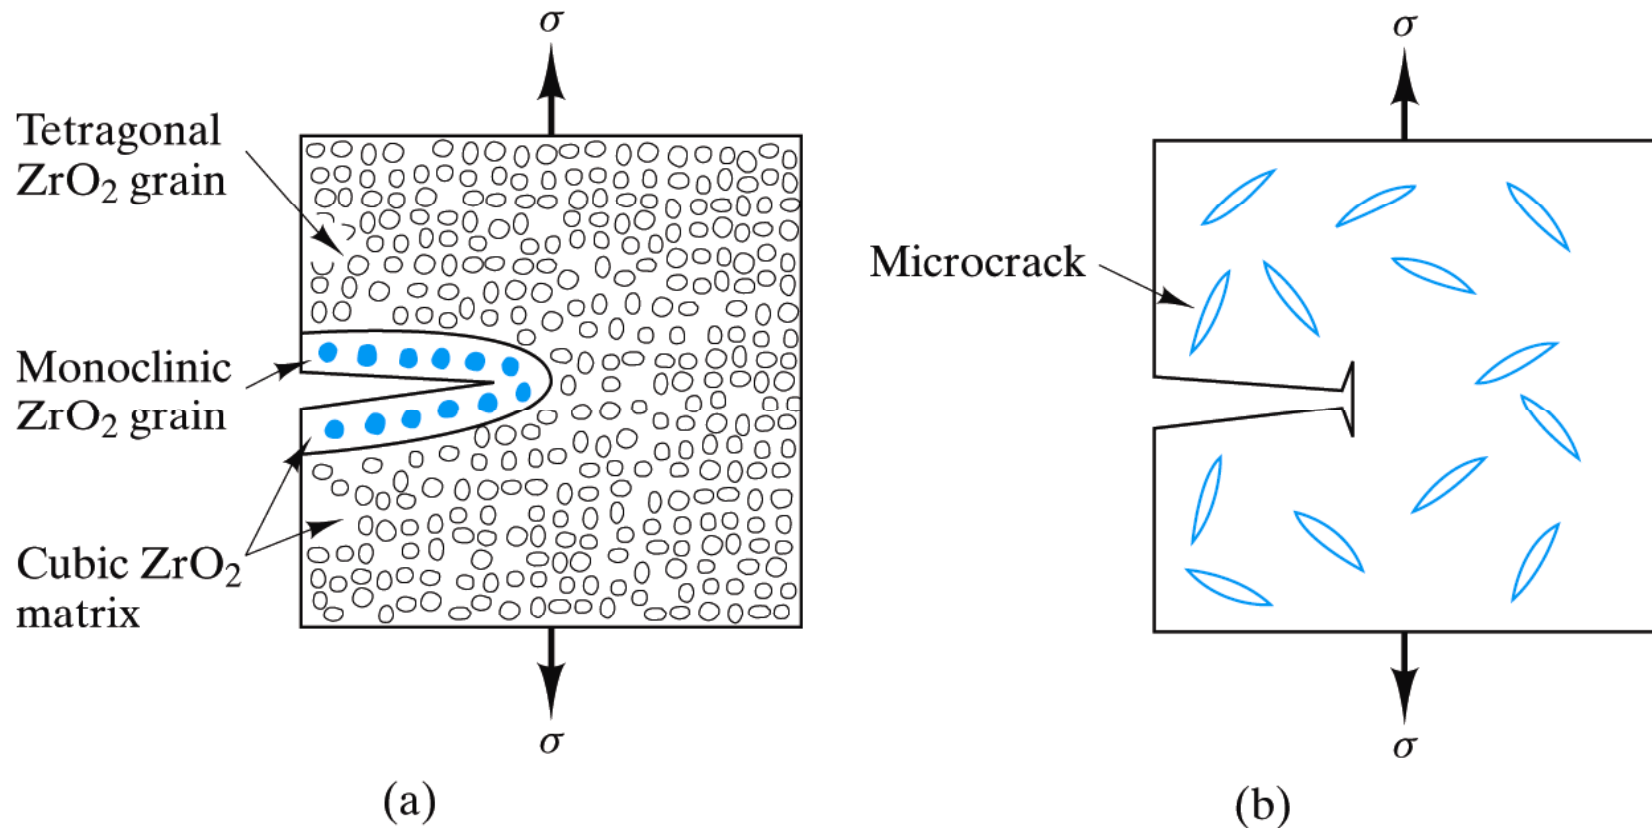 σ
Tetragonal
ZrO₂ grain
Monoclinic
ZrO₂ grain
Cubic ZrO₂
matrix
σ
(a)
σ
Microcrack
σ
(b)